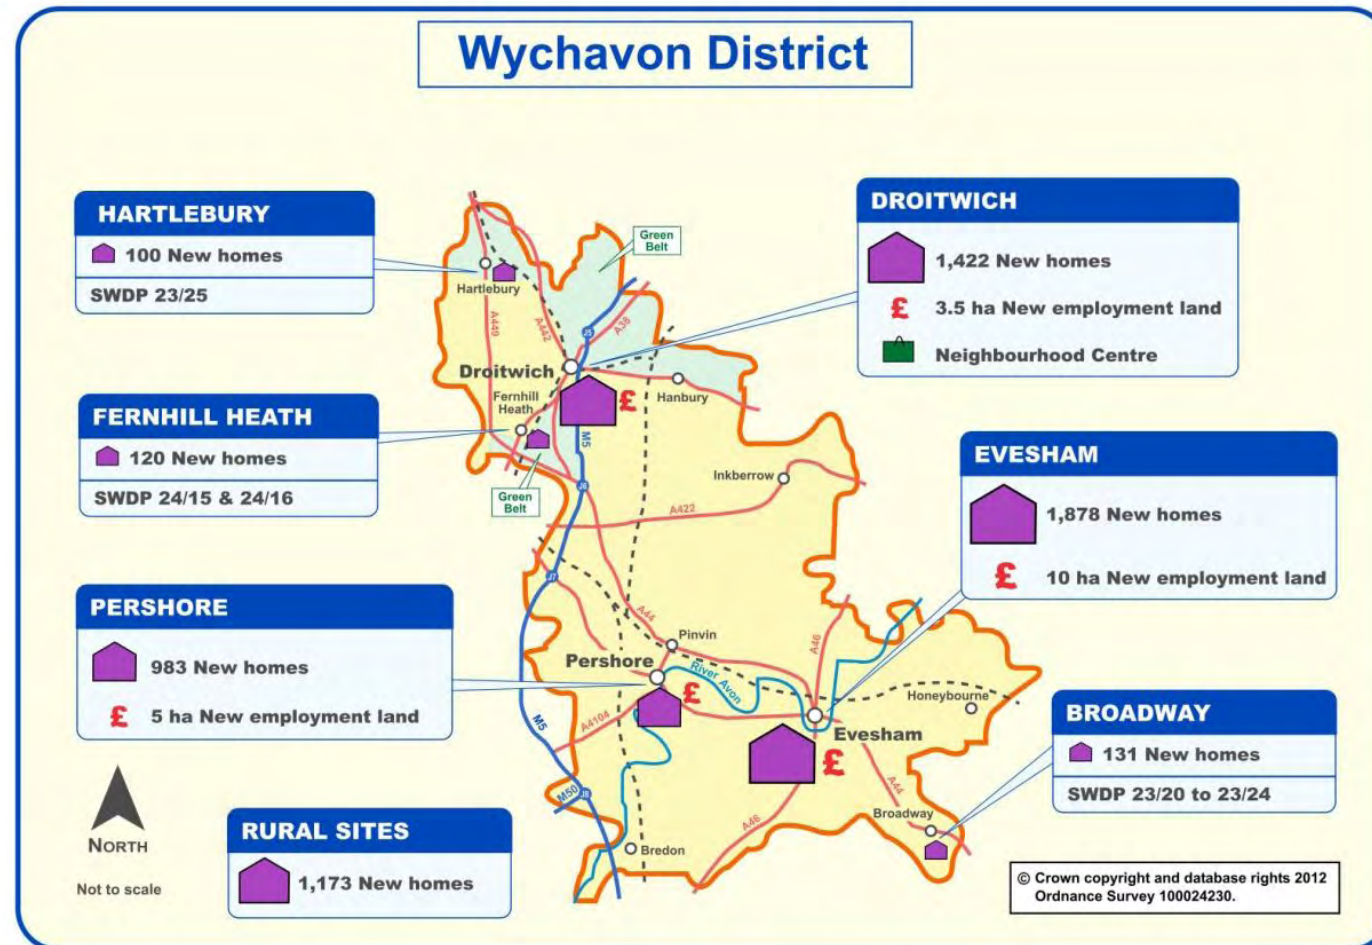 Wychavon District
HARTLEBURY
100 New homes
SWDP 23/25
FERNHILL HEATH
120 New homes
SWDP 24/15 & 24/16
PERSHORE
983 New homes
£ 5 ha New employment land
RURAL SITES
1,173 New homes
DROITWICH
1,422 New homes
£ 3.5 ha New employment land
Neighbourhood Centre
EVESHAM
1,878 New homes
£ 10 ha New employment land
BROADWAY
131 New homes
SWDP 23/20 to 23/24
Green
Belt
Hartlebury
A449
A442
J5
A38
Droitwich
Fernhill
Heath
£
Hanbury
M5
Green
Belt
J6
Inkberrow
A422
J7
A44
Pinvin
A46
Pershore
£
River Avon
Honeybourne
A4104
M5
Evesham
£
A44
M50
J8
Bredon
A46
Broadway
NORTH
Not to scale
© Crown copyright and database rights 2012
Ordnance Survey 100024230.